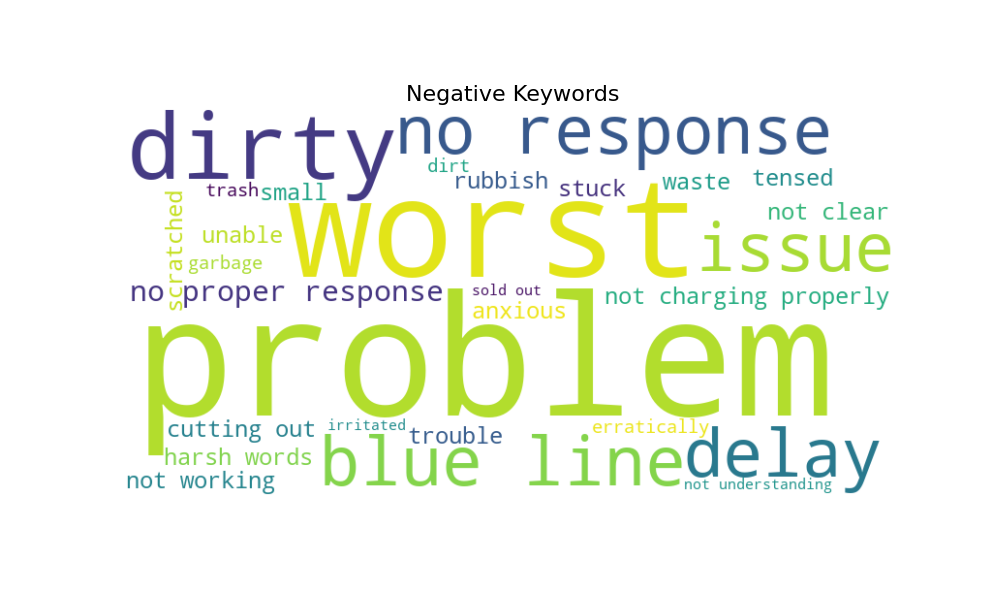 Negative Keywords
dirty
no response
dirt
rubbish
stuck
waste
tensed
trash
small
worst
scratched
not clear
unable
issue
garbage
no proper response
sold out
not charging properly
anxious
problem
cutting out
irritated
trouble
erratically
delay
harsh words
blue line
not working
not understanding